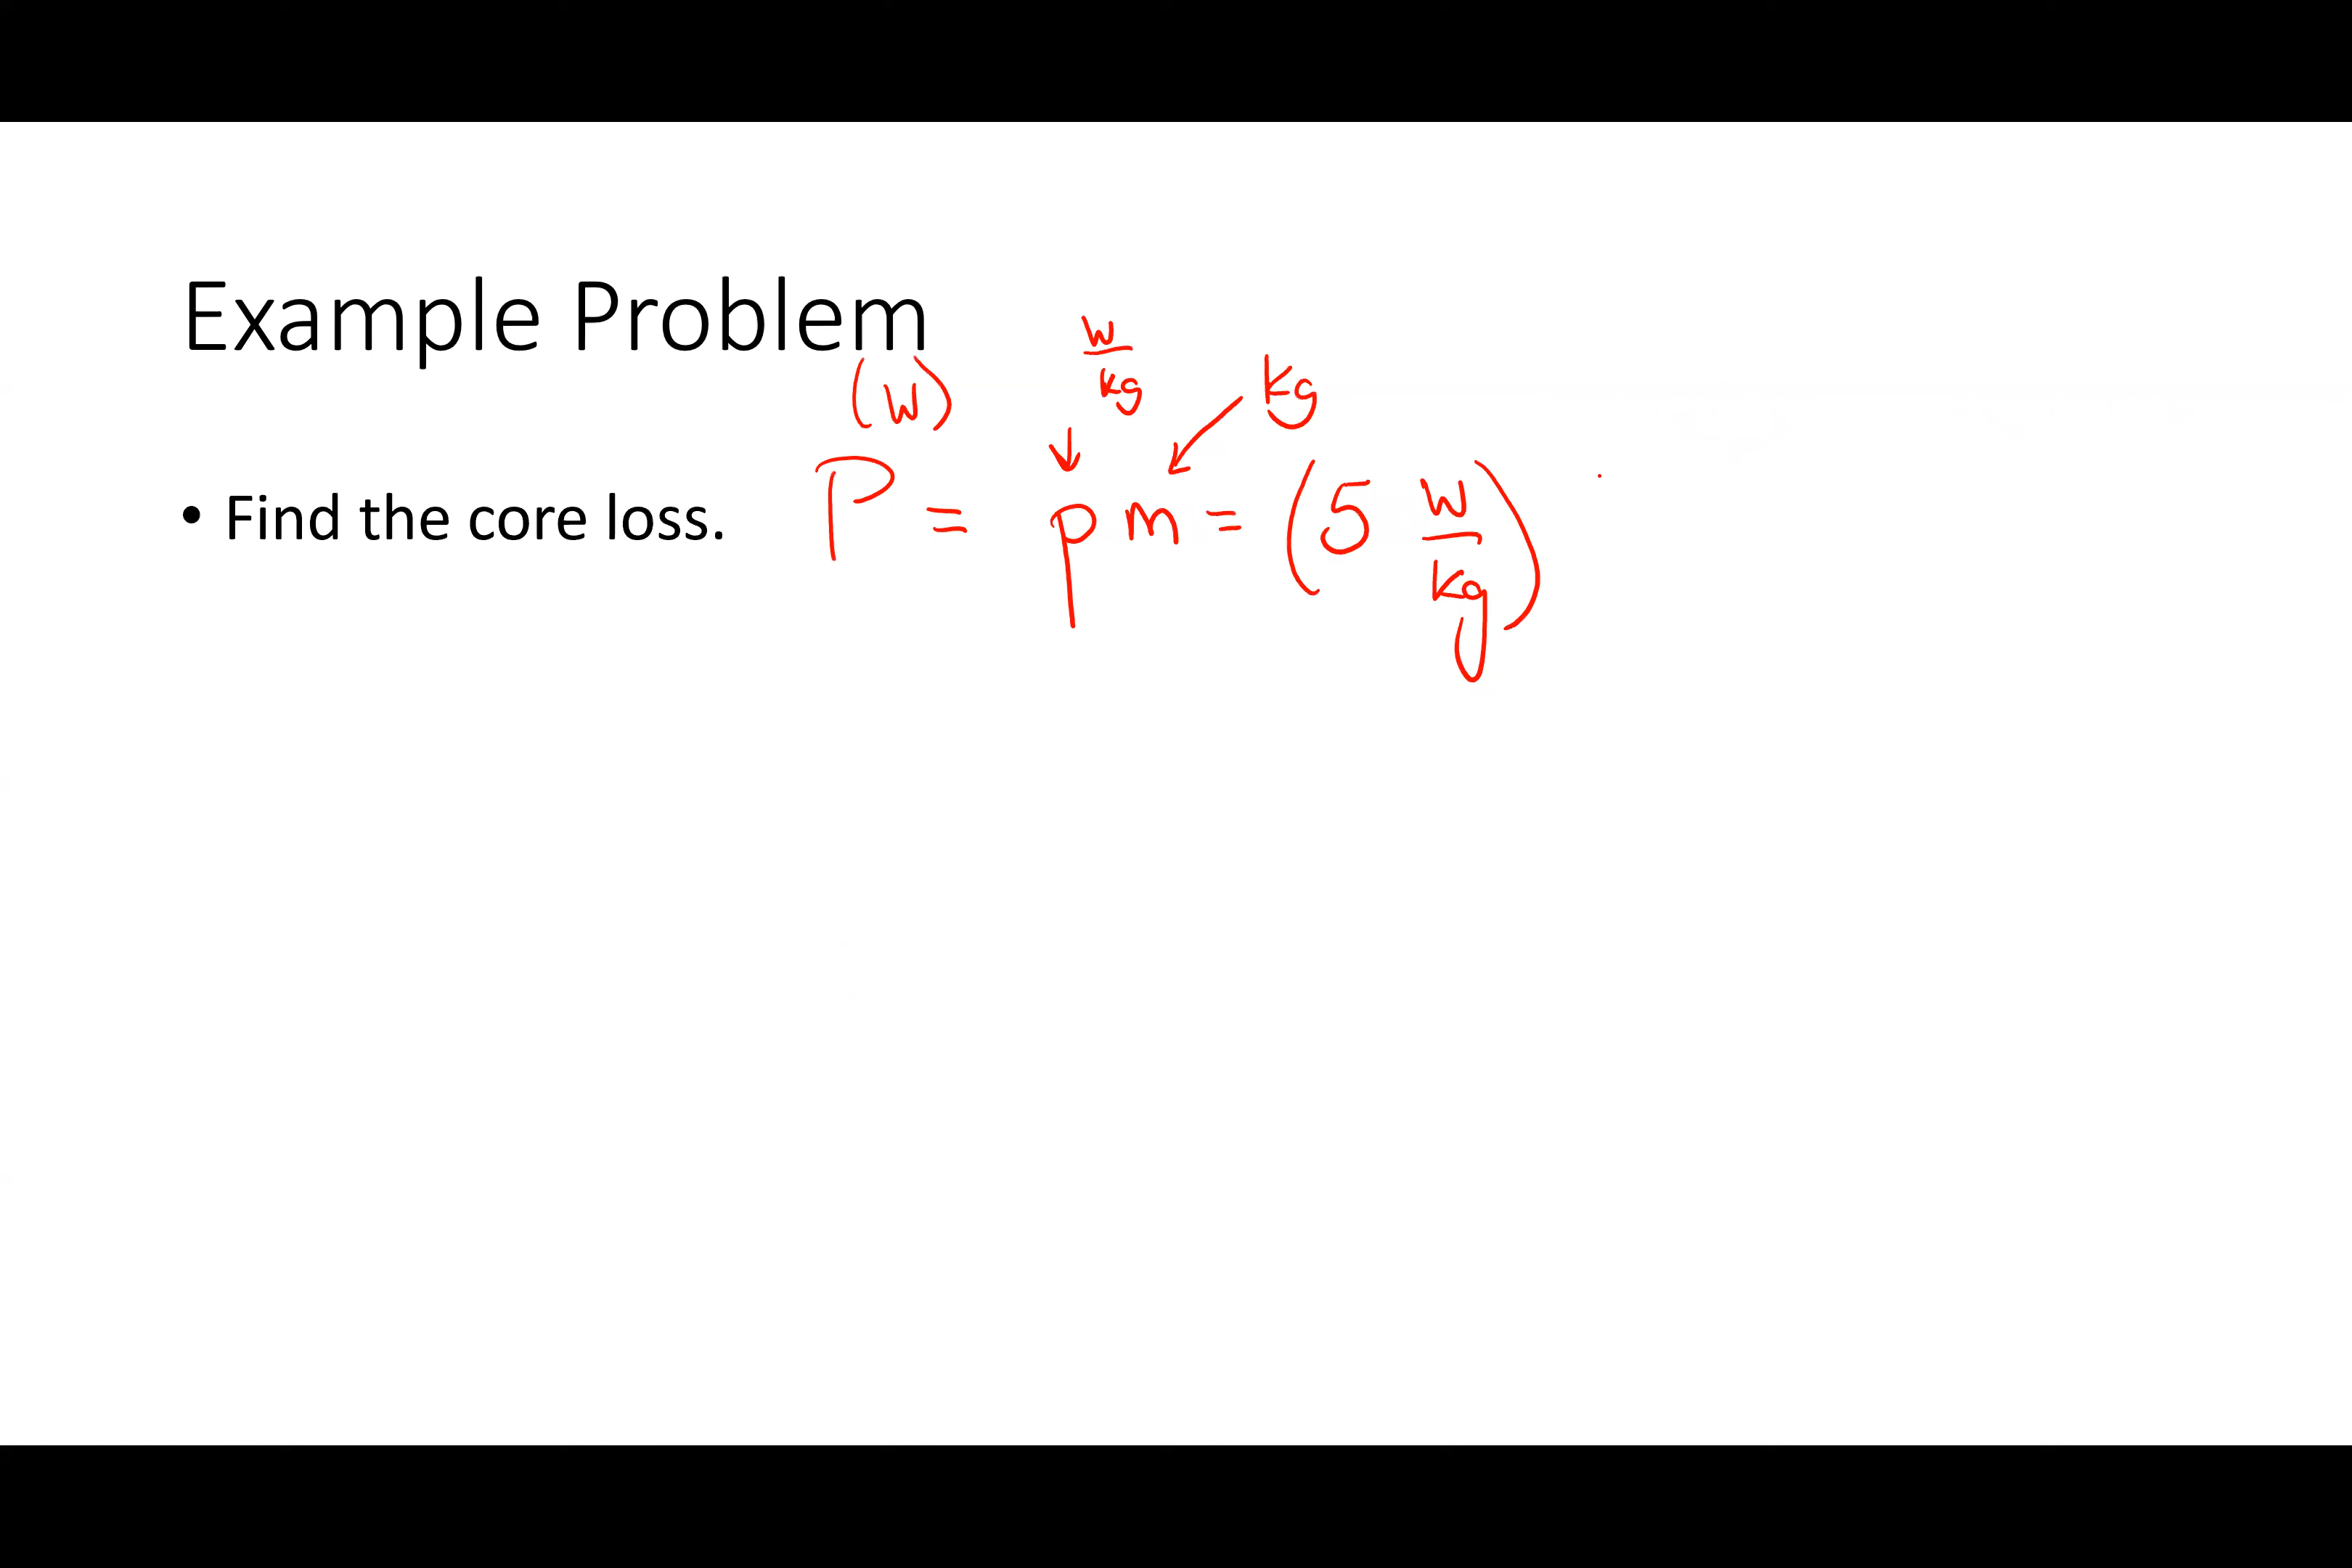 Example Problem
W
kg
kg
(W)
• Find the core loss.
P = p m = (5 W/kg)